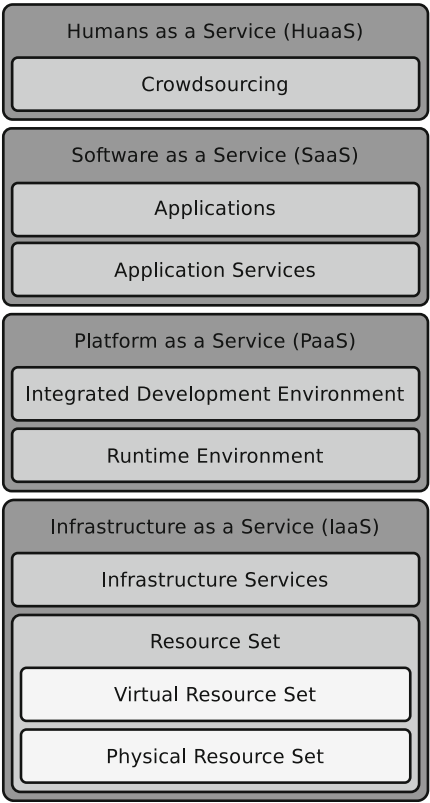 Humans as a Service (HuaaS)
Crowdsourcing
Software as a Service (SaaS)
Applications
Application Services
Platform as a Service (PaaS)
Integrated Development Environment
Runtime Environment
Infrastructure as a Service (IaaS)
Infrastructure Services
Resource Set
Virtual Resource Set
Physical Resource Set